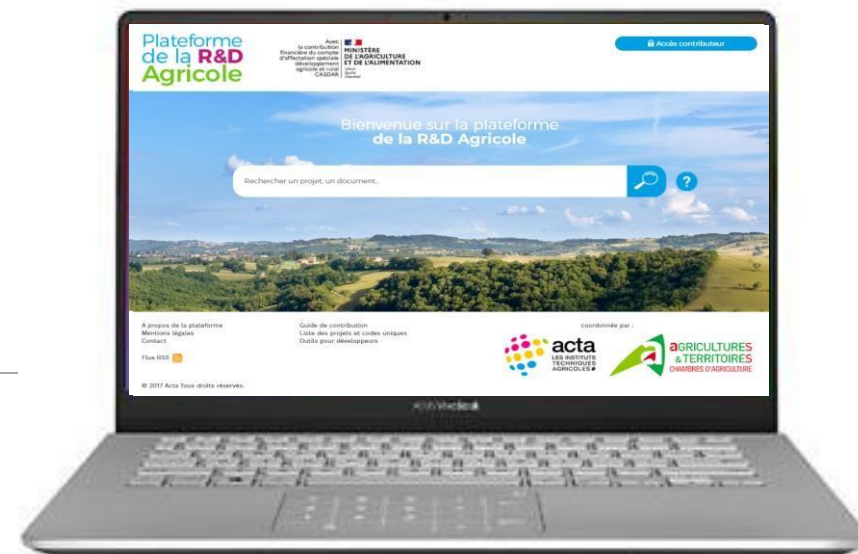 Plateforme
de la R&D
Agricole
Avec
la contribution
financière du compte
d'affectation spéciale
développement
agricole et rural
CASDAR
MINISTÈRE
DE L'AGRICULTURE
ET DE L'ALIMENTATION
Accès contributeur
Bienvenue sur la plateforme
de la R&D Agricole
Rechercher un projet, un document...
?
A propos de la plateforme
Mentions légales
Contact
Flux RSS
© 2017 Acta Tous droits réservés.
Guide de contribution
Liste des projets et codes uniques
Outils pour développeurs
coordonnée par :
acta
LES INSTITUTS
TECHNIQUES
AGRICOLES
AGRICULTURES
& TERRITOIRES
CHAMBRES D'AGRICULTURE